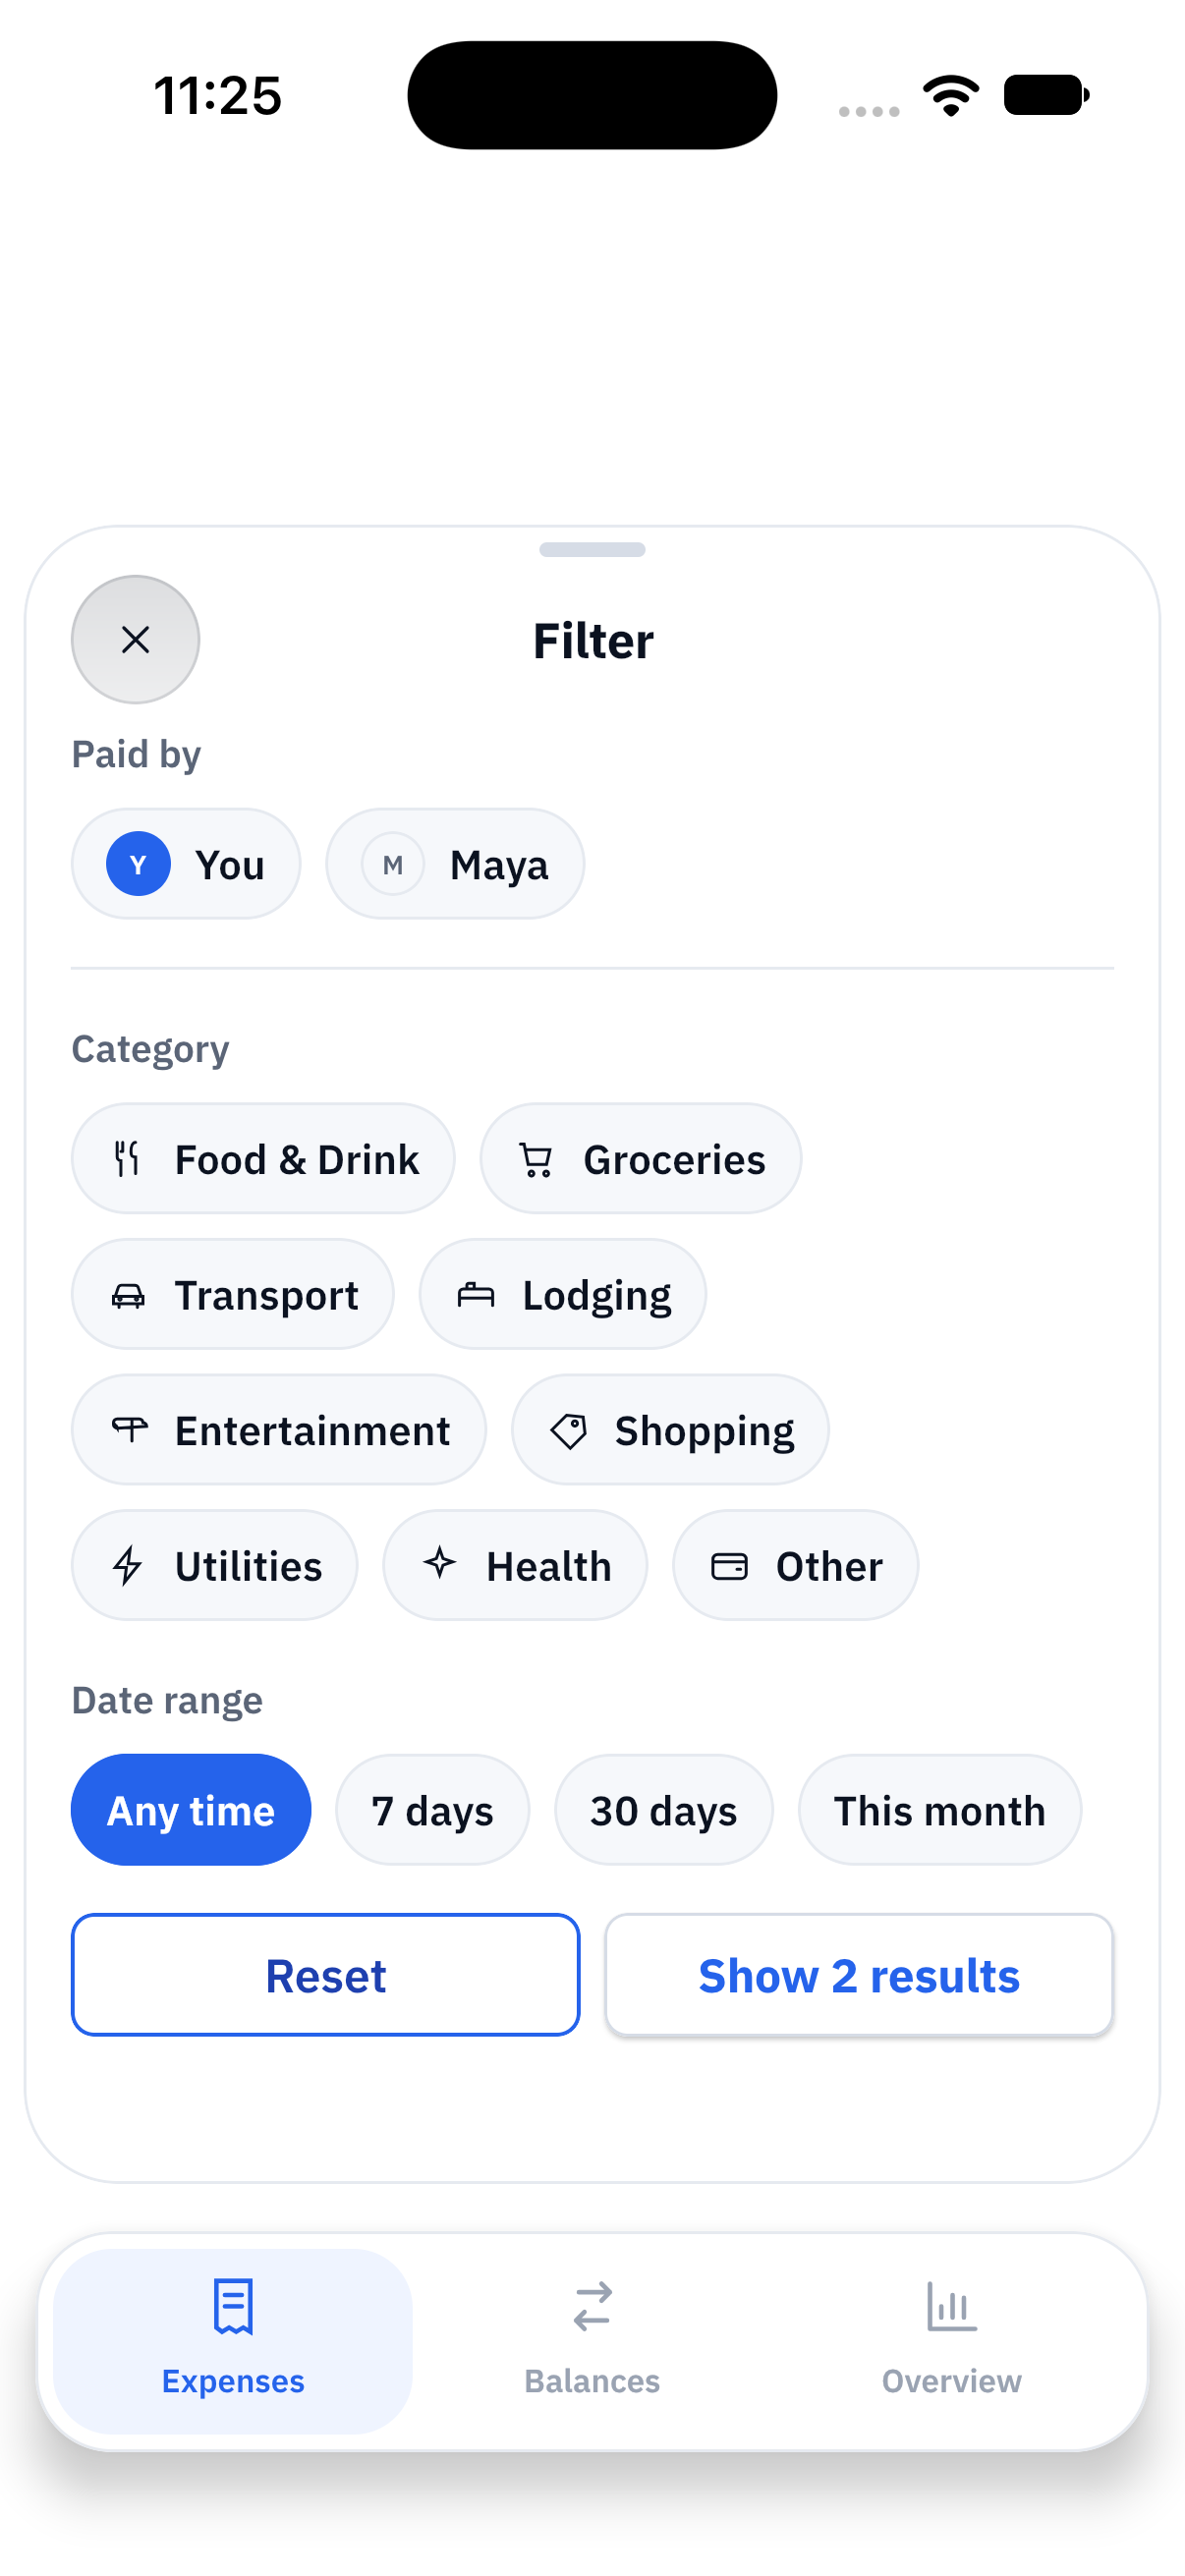 11:25
Filter
Paid by
Y You M Maya
Category
Food & Drink Groceries
Transport Lodging
Entertainment Shopping
Utilities Health Other
Date range
Any time 7 days 30 days This month
Reset Show 2 results
Expenses Balances Overview